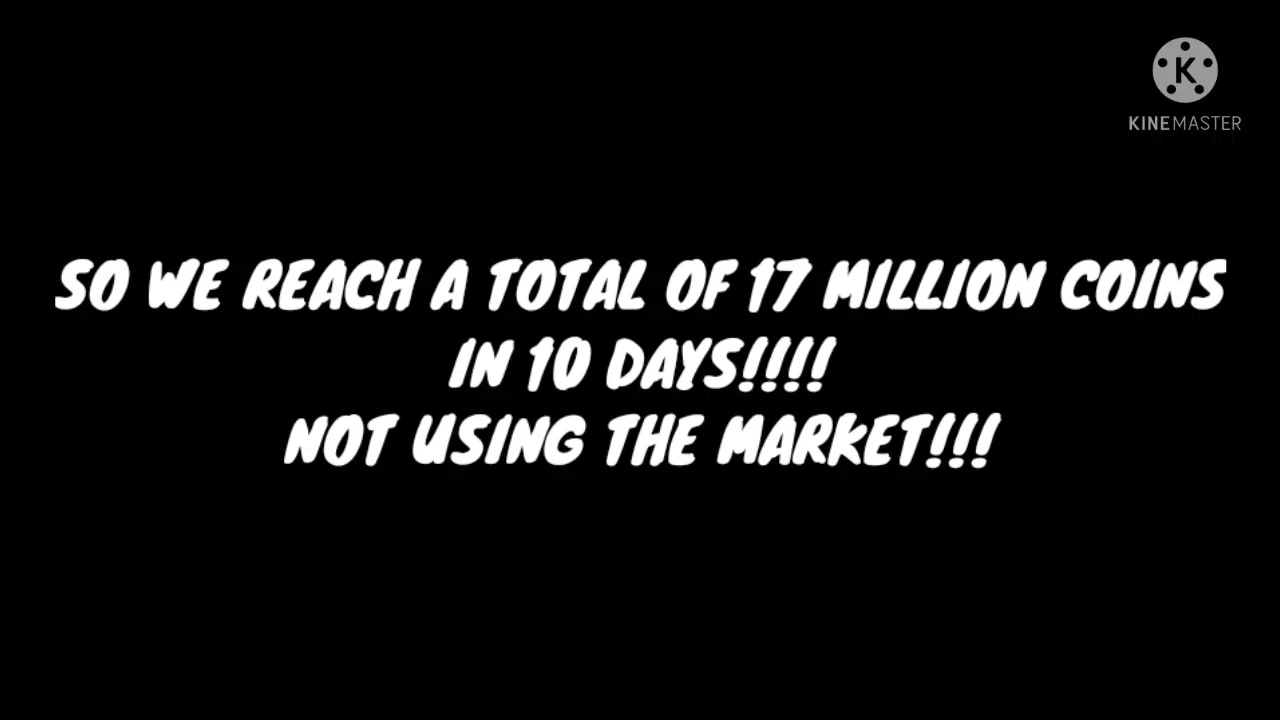 K
KINEMASTER
SO WE REACH A TOTAL OF 17 MILLION COINS
IN 10 DAYS!!!!
NOT USING THE MARKET!!!